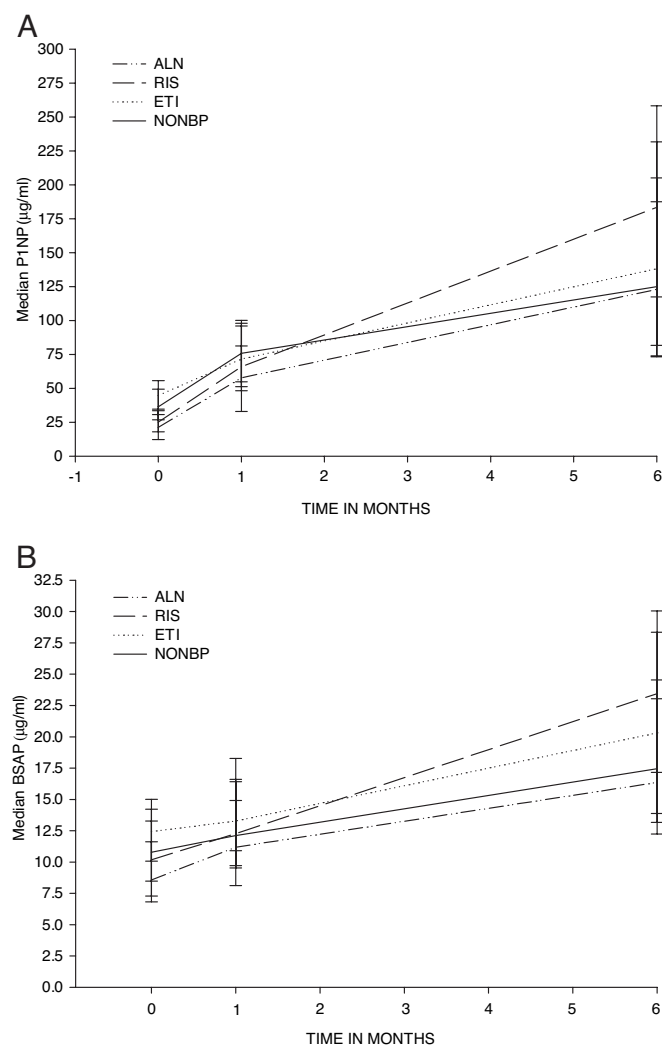 A
300
275
250
225
200
175
150
125
100
75
50
25
0
Median P1NP (µg/ml)
ALN
RIS
ETI
NONBP
-1 0 1 2 3 4 5 6
TIME IN MONTHS
B
32.5
30.0
27.5
25.0
22.5
20.0
17.5
15.0
12.5
10.0
7.5
5.0
2.5
0.0
Median BSAP (µg/ml)
ALN
RIS
ETI
NONBP
0 1 2 3 4 5 6
TIME IN MONTHS